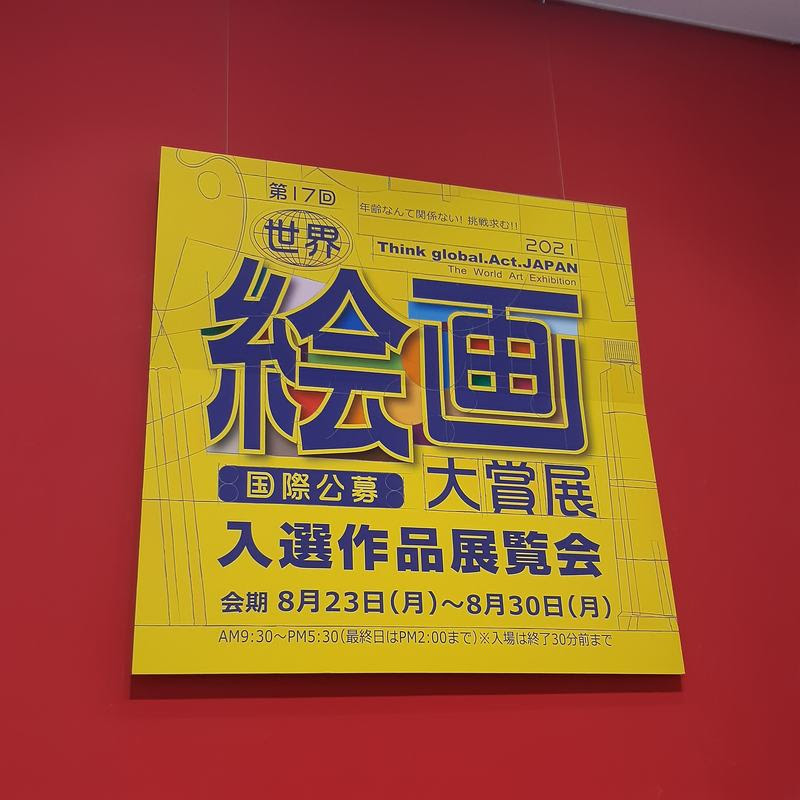 第17回
年齢なんて関係ない! 挑戦求む!!
世界
2021
Think global.Act.JAPAN
The World Art Exhibition
絵画
国際公募 大賞展
入選作品展覧会
会期 8月23日(月)～8月30日(月)
AM9:30～PM5:30(最終日はPM2:00まで)※入場は終了30分前まで